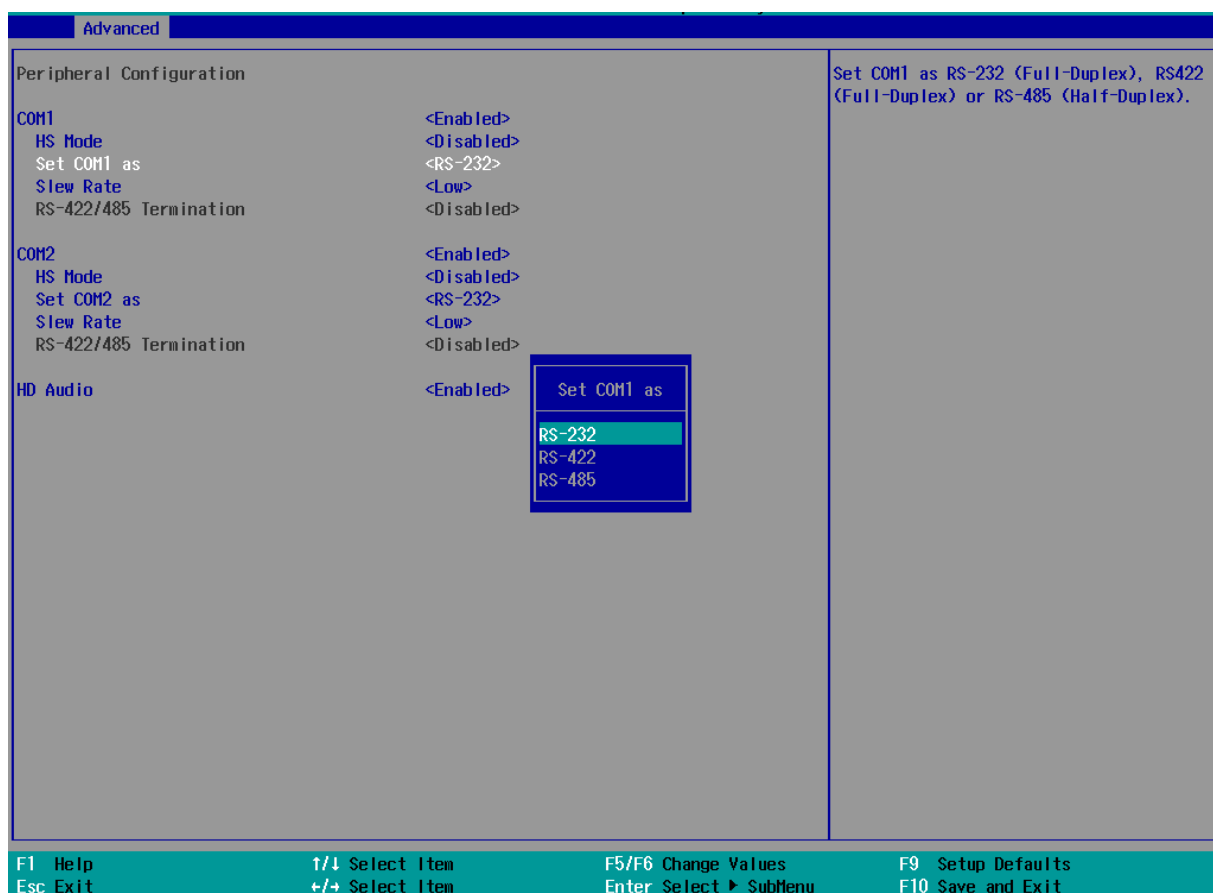 Advanced
Peripheral Configuration
COM1 <Enabled>
HS Mode <Disabled>
Set COM1 as <RS-232>
Slew Rate <Low>
RS-422/485 Termination <Disabled>
COM2 <Enabled>
HS Mode <Disabled>
Set COM2 as <RS-232>
Slew Rate <Low>
RS-422/485 Termination <Disabled>
HD Audio <Enabled>
Set COM1 as
RS-232
RS-422
RS-485
Set COM1 as RS-232 (Full-Duplex), RS422
(Full-Duplex) or RS-485 (Half-Duplex).
F1 Help ↑/↓ Select Item F5/F6 Change Values F9 Setup Defaults
Esc Exit ←/→ Select Item Enter Select ▶ SubMenu F10 Save and Exit